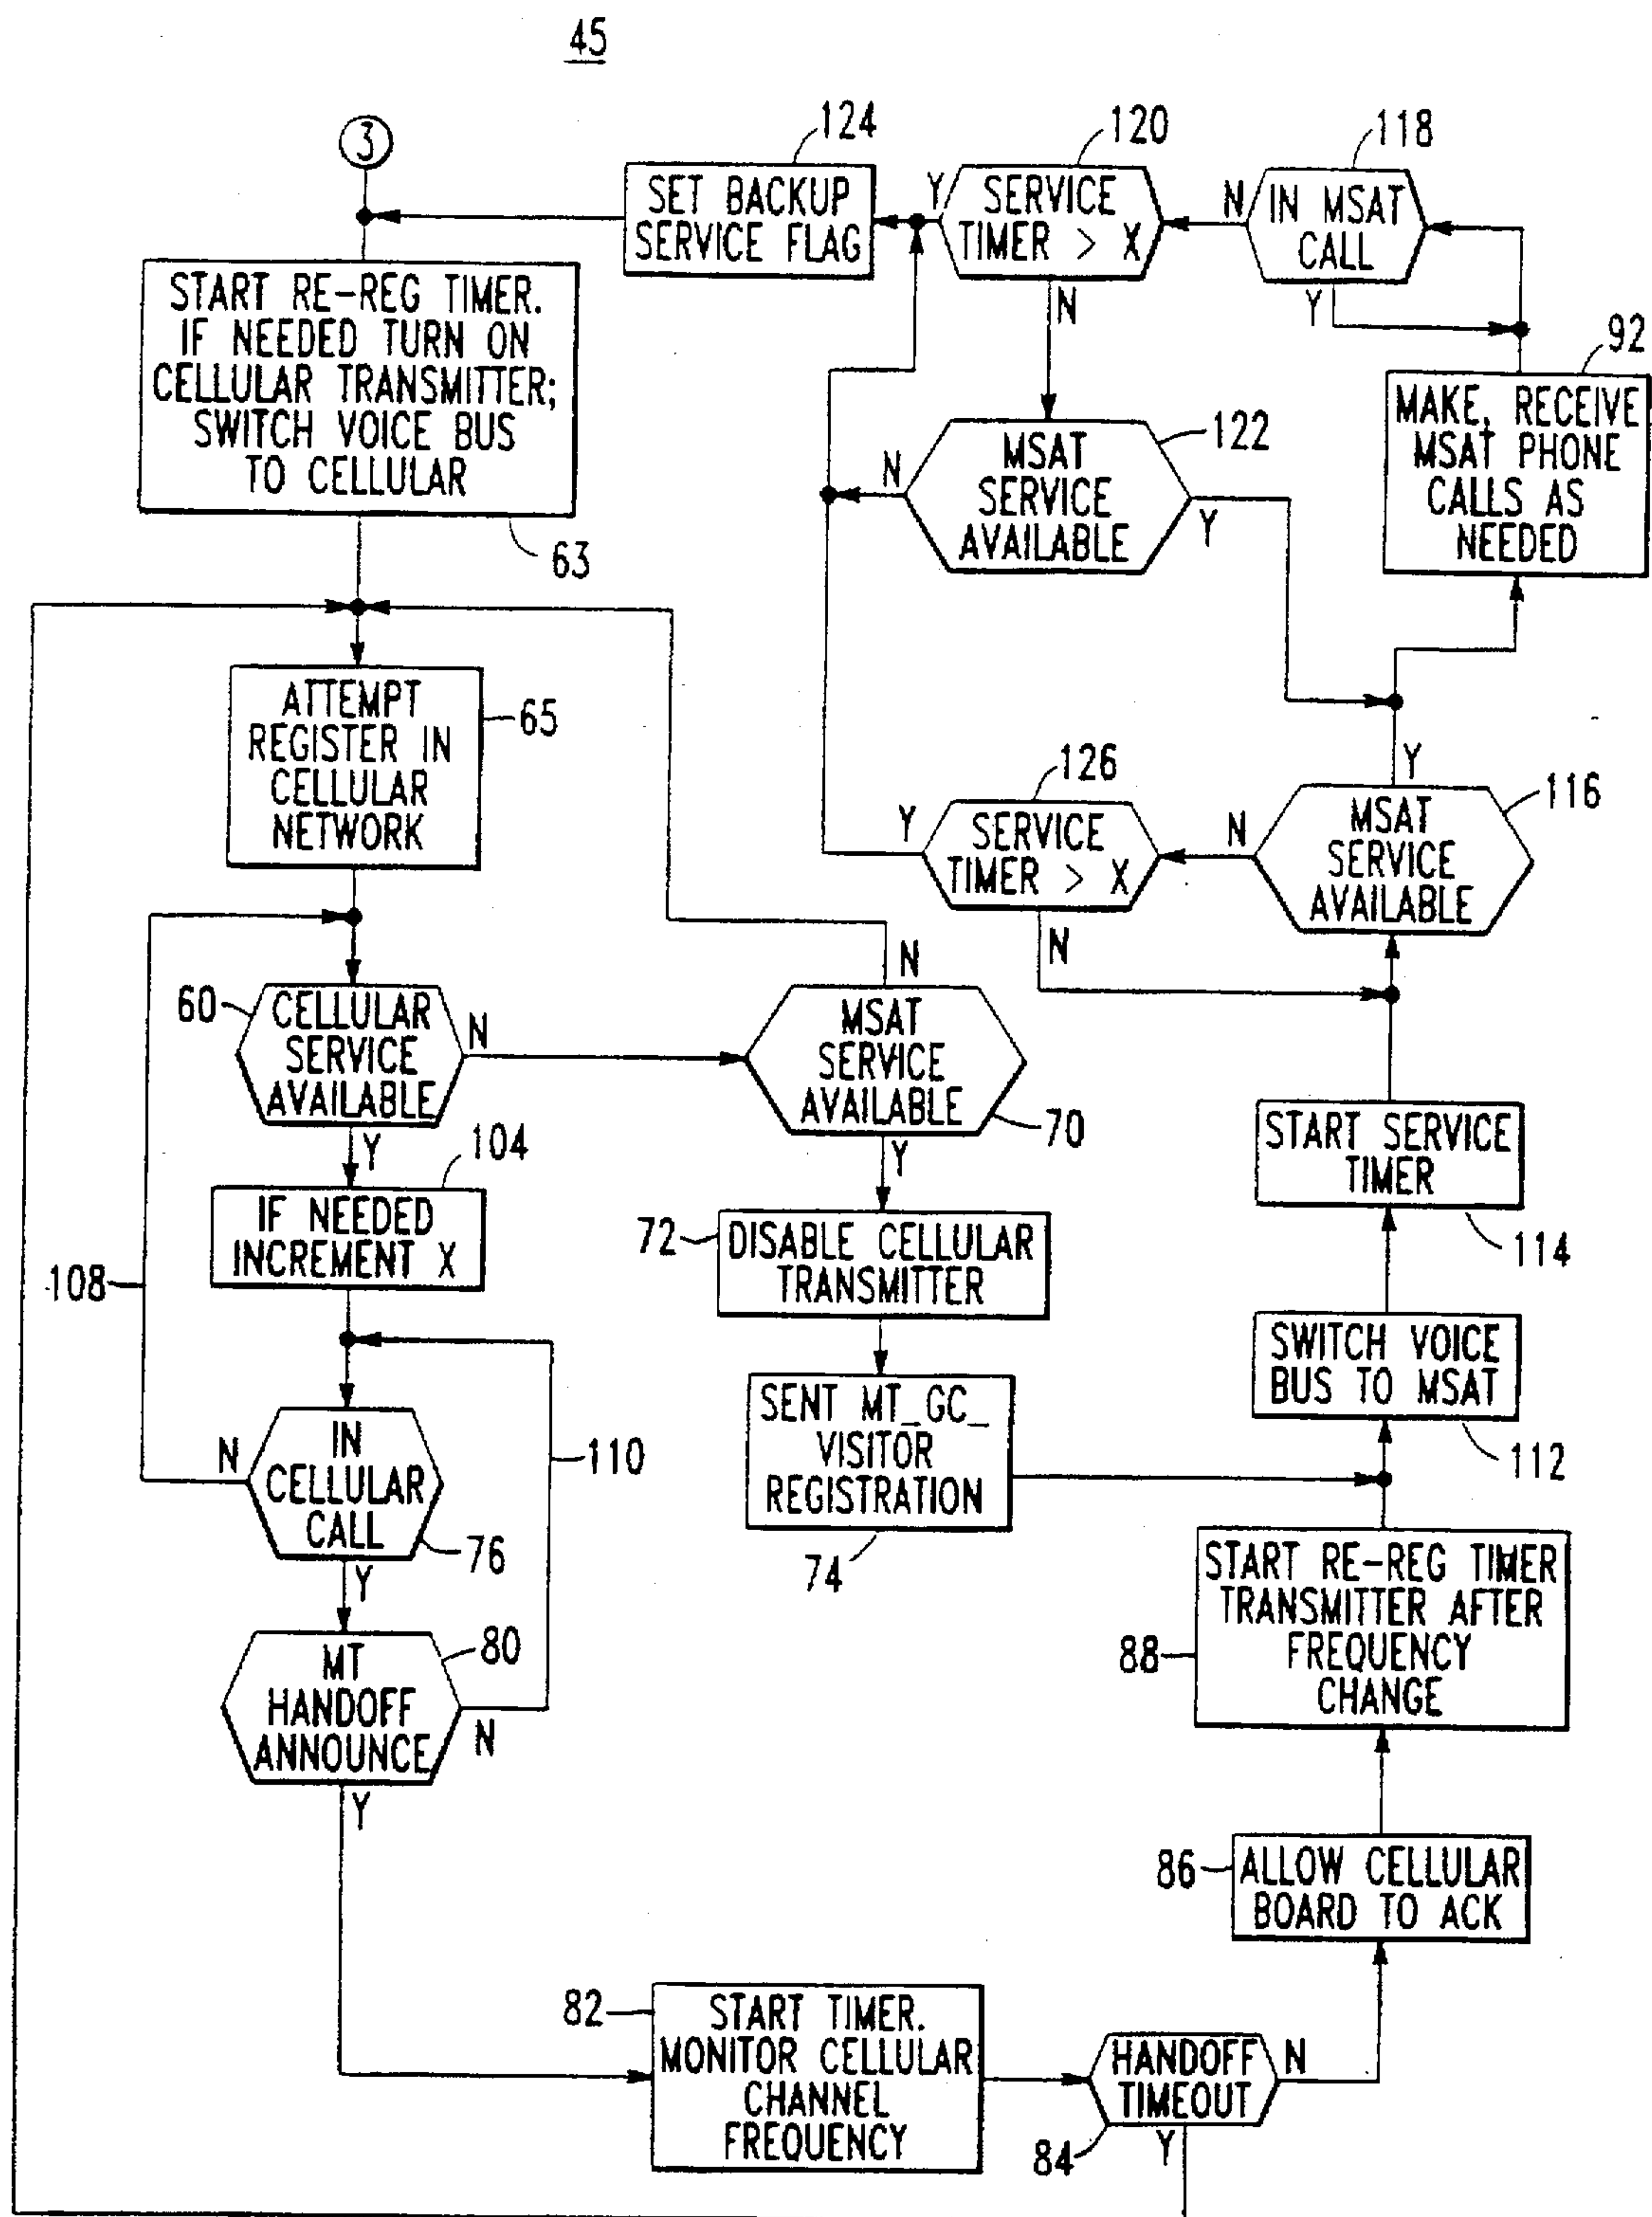 45
3
124
SET BACKUP
SERVICE FLAG
Y
120
SERVICE
TIMER > X
N
N
118
IN MSAT
CALL
Y
92
MAKE, RECEIVE
MSAT PHONE
CALLS AS
NEEDED
START RE-REG TIMER.
IF NEEDED TURN ON
CELLULAR TRANSMITTER;
SWITCH VOICE BUS
TO CELLULAR
63
122
MSAT
SERVICE
AVAILABLE
N
Y
ATTEMPT
REGISTER IN
CELLULAR
NETWORK
65
126
SERVICE
TIMER > X
Y
N
N
116
MSAT
SERVICE
AVAILABLE
Y
60
CELLULAR
SERVICE
AVAILABLE
N
Y
MSAT
SERVICE
AVAILABLE
N
70
Y
104
IF NEEDED
INCREMENT X
108
72
DISABLE CELLULAR
TRANSMITTER
START SERVICE
TIMER
114
SWITCH VOICE
BUS TO MSAT
112
SENT MT_GC_
VISITOR
REGISTRATION
74
IN
CELLULAR
CALL
N
76
Y
110
MT
HANDOFF
ANNOUNCE
80
N
Y
START RE-REG TIMER
TRANSMITTER AFTER
FREQUENCY
CHANGE
88
86
ALLOW CELLULAR
BOARD TO ACK
82
START TIMER.
MONITOR CELLULAR
CHANNEL
FREQUENCY
HANDOFF
TIMEOUT
N
84
Y